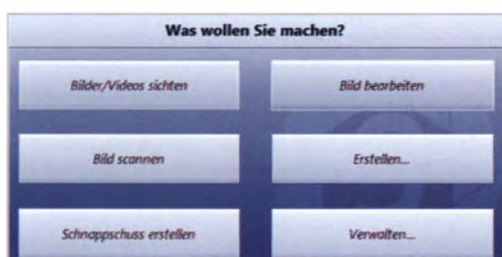 Was wollen Sie machen?
Bilder/Videos sichten
Bild bearbeiten
Bild scannen
Erstellen...
Schnappschuss erstellen
Verwalten...